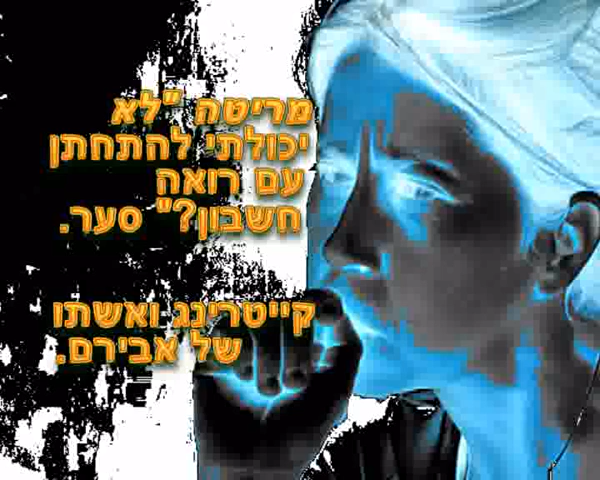 מריטה "לא
יכולתי להתחתן
עם רואה
חשבון?" סער.
קייטרינג ואשתו
של אבירם.